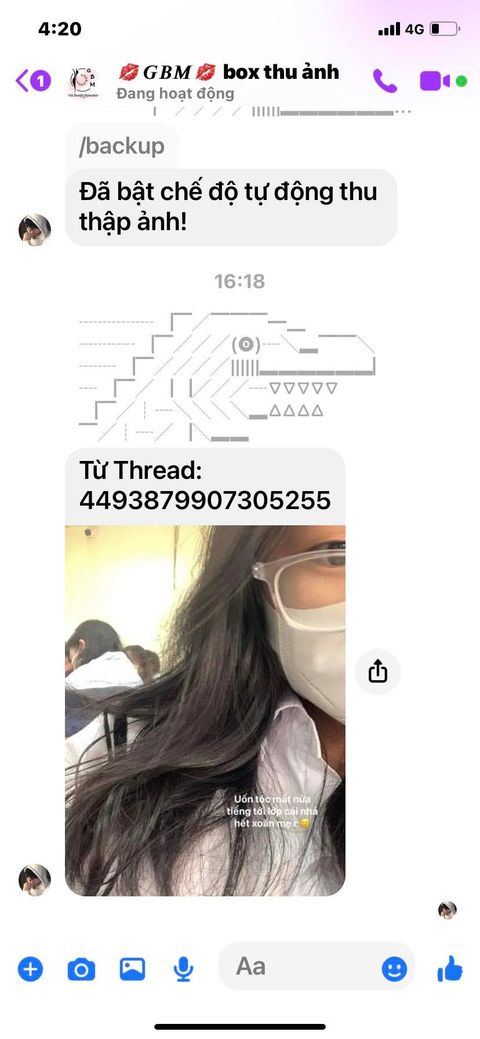 4:20
4G
1
💋 GBM💋 box thu ảnh
Đang hoạt động
/backup
Đã bật chế độ tự động thu
thập ảnh!
16:18
Từ Thread:
4493879907305255
Uốn tóc mất nửa
tiếng tới lớp cái nhả
hết xoăn mẹ r
Aa